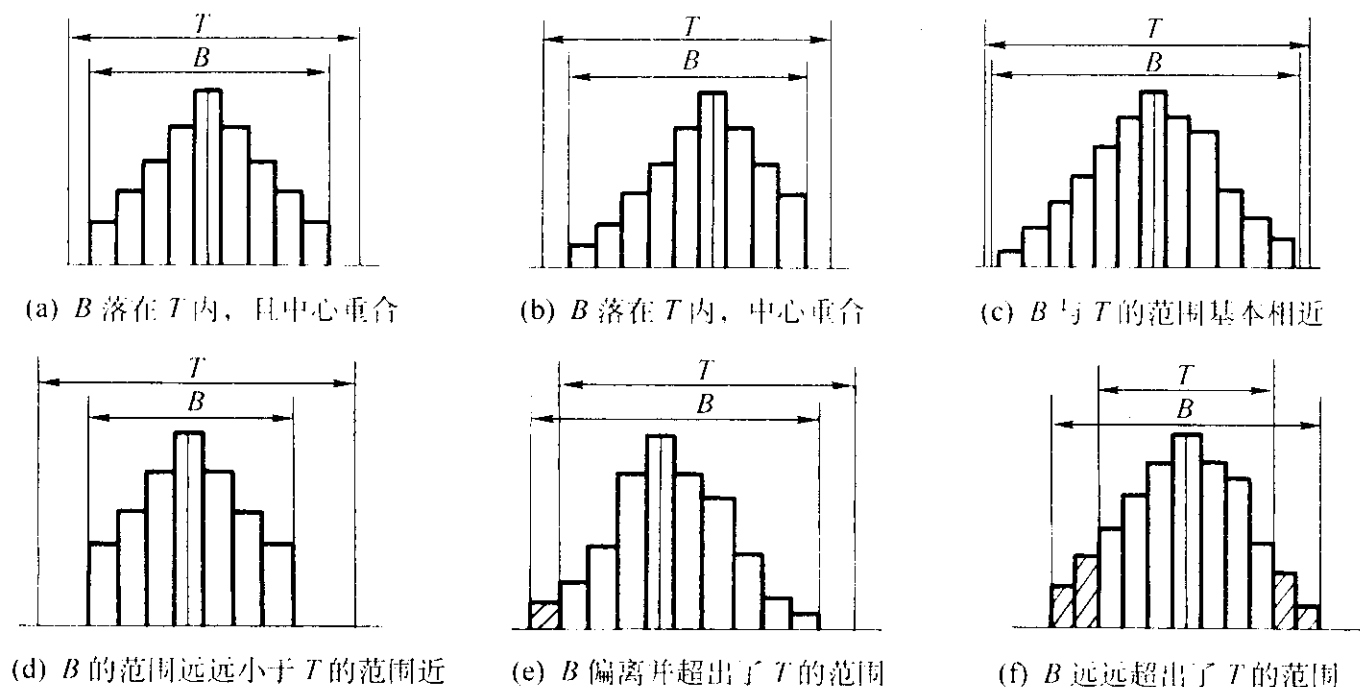 T
B
T
B
T
B
(a) B 落在 T 内，且中心重合
(b) B 落在 T 内，中心重合
(c) B 与 T 的范围基本相近
T
B
T
B
T
B
(d) B 的范围远远小于 T 的范围近
(e) B 偏离并超出了 T 的范围
(f) B 远远超出了 T 的范围